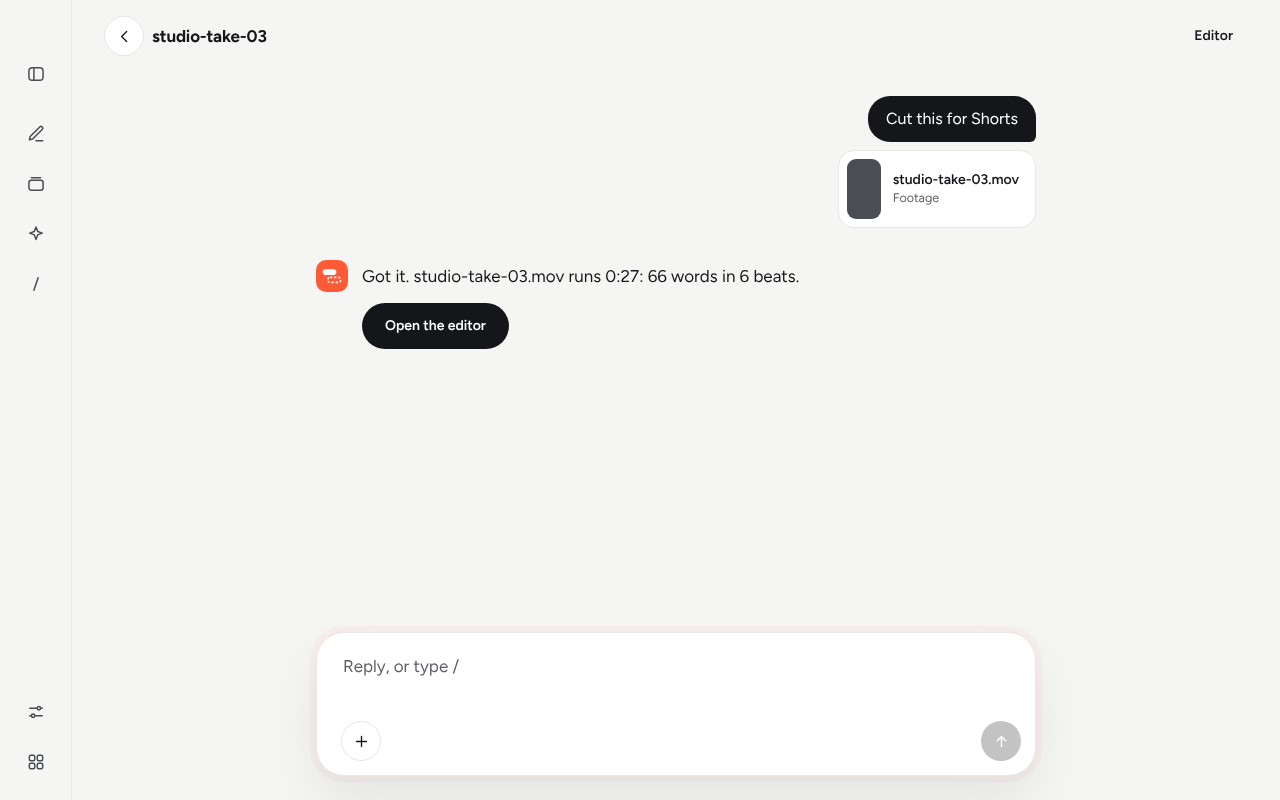 studio-take-03
Editor
Cut this for Shorts
studio-take-03.mov
Footage
Got it. studio-take-03.mov runs 0:27: 66 words in 6 beats.
Open the editor
/
Reply, or type /